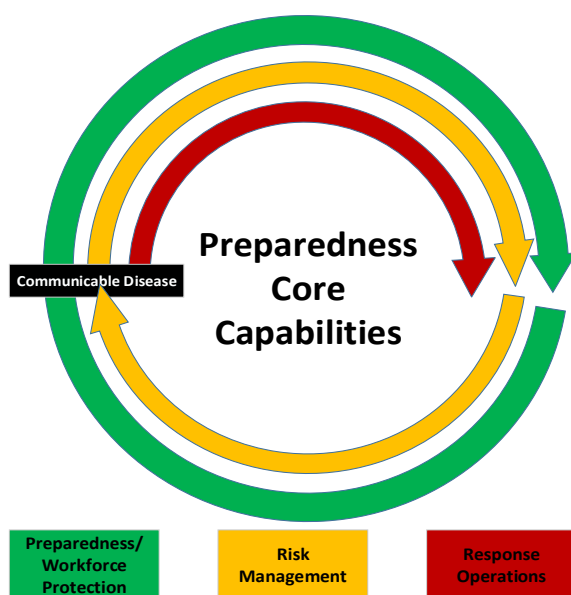 Preparedness
Core
Capabilities
Communicable Disease
Preparedness/
Workforce
Protection
Risk
Management
Response
Operations